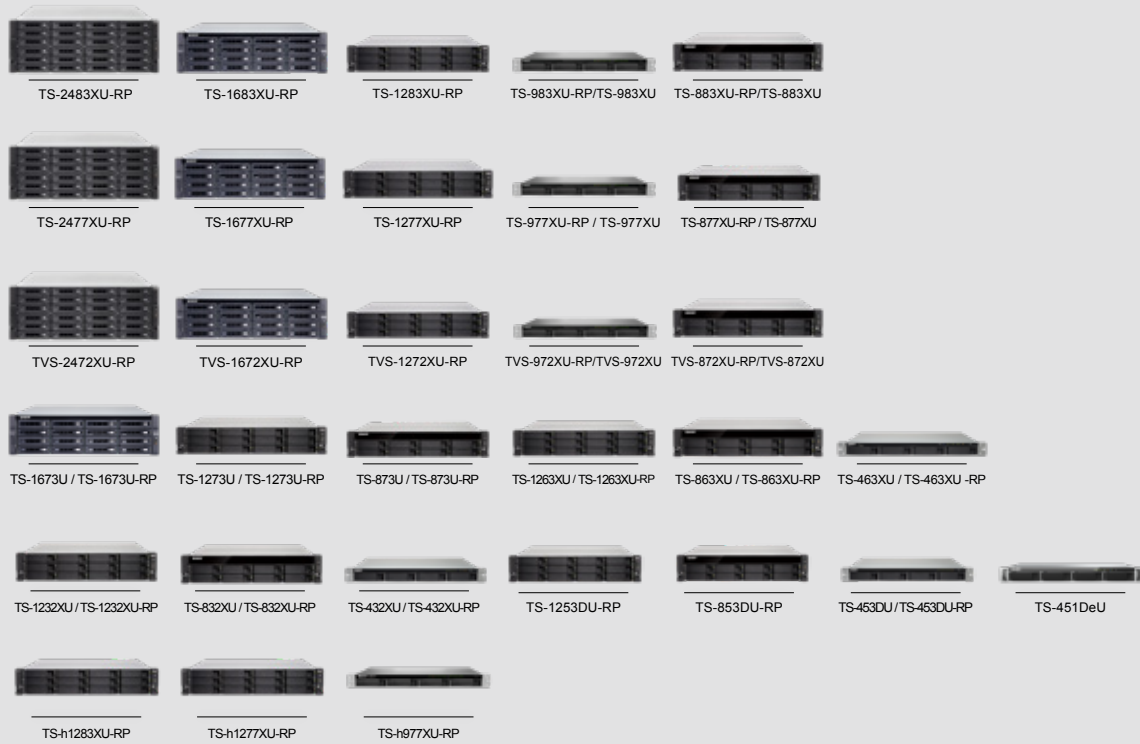 TS-2483XU-RP
TS-1683XU-RP
TS-1283XU-RP
TS-983XU-RP/TS-983XU
TS-883XU-RP/TS-883XU
TS-2477XU-RP
TS-1677XU-RP
TS-1277XU-RP
TS-977XU-RP / TS-977XU
TS-877XU-RP / TS-877XU
TVS-2472XU-RP
TVS-1672XU-RP
TVS-1272XU-RP
TVS-972XU-RP/TVS-972XU
TVS-872XU-RP/TVS-872XU
TS-1673U / TS-1673U-RP
TS-1273U / TS-1273U-RP
TS-873U / TS-873U-RP
TS-1263XU / TS-1263XU-RP
TS-863XU / TS-863XU-RP
TS-463XU / TS-463XU -RP
TS-1232XU / TS-1232XU-RP
TS-832XU / TS-832XU-RP
TS-432XU / TS-432XU-RP
TS-1253DU-RP
TS-853DU-RP
TS-453DU / TS-453DU-RP
TS-451DeU
TS-h1283XU-RP
TS-h1277XU-RP
TS-h977XU-RP